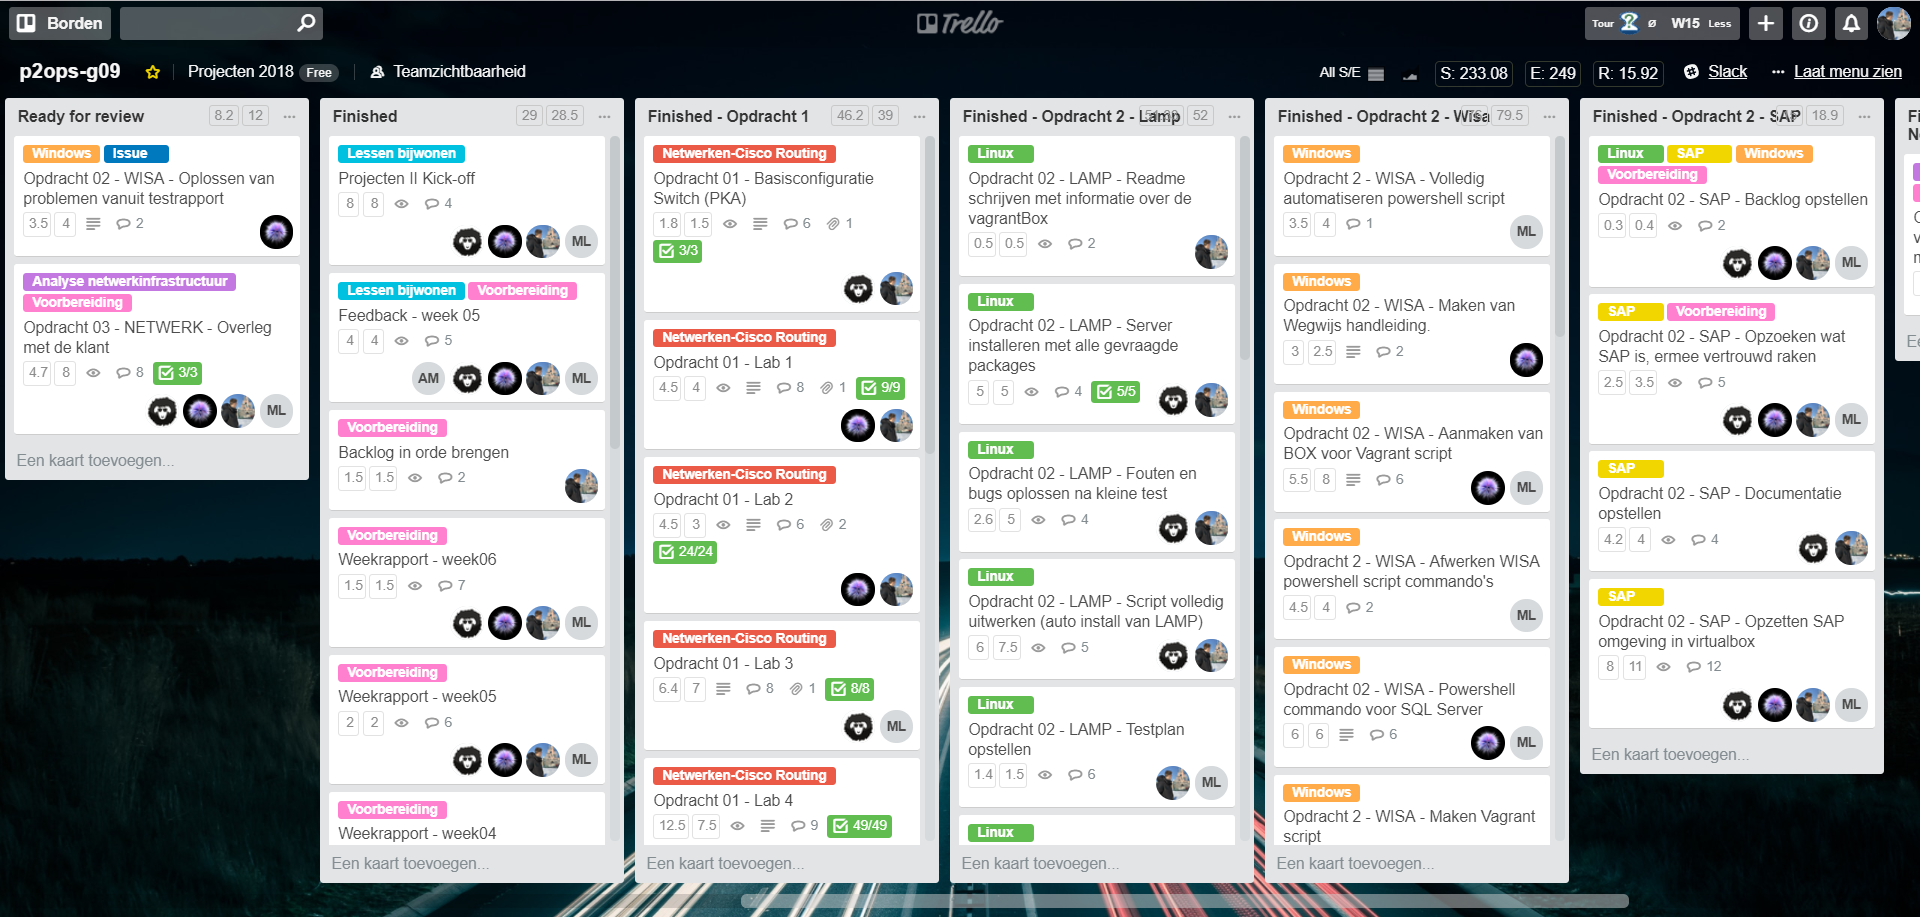 Borden
Trello
Tour
Ø
W15 Less
p2ops-g09
Projecten 2018 Free
Teamzichtbaarheid
All S/E
S: 233.08
E: 249
R: 15.92
Slack
Laat menu zien
Ready for review
8.2 12
Windows Issue
Opdracht 02 - WISA - Oplossen van
problemen vanuit testrapport
3.5 4 2
Analyse netwerkinfrastructuur
Voorbereiding
Opdracht 03 - NETWERK - Overleg
met de klant
4.7 8 8 3/3
Een kaart toevoegen...
Finished
29 28.5
Lessen bijwonen
Projecten II Kick-off
8 8 4
ML
Lessen bijwonen Voorbereiding
Feedback - week 05
4 4 5
AM ML
Voorbereiding
Backlog in orde brengen
1.5 1.5 2
Voorbereiding
Weekrapport - week06
1.5 1.5 7
ML
Voorbereiding
Weekrapport - week05
2 2 6
ML
Voorbereiding
Weekrapport - week04
Een kaart toevoegen...
Finished - Opdracht 1
46.2 39
Netwerken-Cisco Routing
Opdracht 01 - Basisconfiguratie
Switch (PKA)
1.8 1.5 6 1
3/3
Netwerken-Cisco Routing
Opdracht 01 - Lab 1
4.5 4 8 1 9/9
Netwerken-Cisco Routing
Opdracht 01 - Lab 2
4.5 3 6 2
24/24
Netwerken-Cisco Routing
Opdracht 01 - Lab 3
6.4 7 8 1 8/8
ML
Netwerken-Cisco Routing
Opdracht 01 - Lab 4
12.5 7.5 9 49/49
Een kaart toevoegen...
Finished - Opdracht 2 - Lamp
52
Linux
Opdracht 02 - LAMP - Readme
schrijven met informatie over de
vagrantBox
0.5 0.5 2
Linux
Opdracht 02 - LAMP - Server
installeren met alle gevraagde
packages
5 5 4 5/5
Linux
Opdracht 02 - LAMP - Fouten en
bugs oplossen na kleine test
2.6 5 4
Linux
Opdracht 02 - LAMP - Script volledig
uitwerken (auto install van LAMP)
6 7.5 5
Linux
Opdracht 02 - LAMP - Testplan
opstellen
1.4 1.5 6
ML
Linux
Een kaart toevoegen...
Finished - Opdracht 2 - Wisa
79.5
Windows
Opdracht 2 - WISA - Volledig
automatiseren powershell script
3.5 4 1
ML
Windows
Opdracht 02 - WISA - Maken van
Wegwijs handleiding.
3 2.5 2
Windows
Opdracht 02 - WISA - Aanmaken van
BOX voor Vagrant script
5.5 8 6
ML
Windows
Opdracht 2 - WISA - Afwerken WISA
powershell script commando's
4.5 4 2
ML
Windows
Opdracht 02 - WISA - Powershell
commando voor SQL Server
6 6 6
ML
Windows
Opdracht 2 - WISA - Maken Vagrant
script
Een kaart toevoegen...
Finished - Opdracht 2 - SAP
18.9
Linux SAP Windows
Voorbereiding
Opdracht 02 - SAP - Backlog opstellen
0.3 0.4 2
ML
SAP Voorbereiding
Opdracht 02 - SAP - Opzoeken wat
SAP is, ermee vertrouwd raken
2.5 3.5 5
ML
SAP
Opdracht 02 - SAP - Documentatie
opstellen
4.2 4 4
SAP
Opdracht 02 - SAP - Opzetten SAP
omgeving in virtualbox
8 11 12
ML
Een kaart toevoegen...